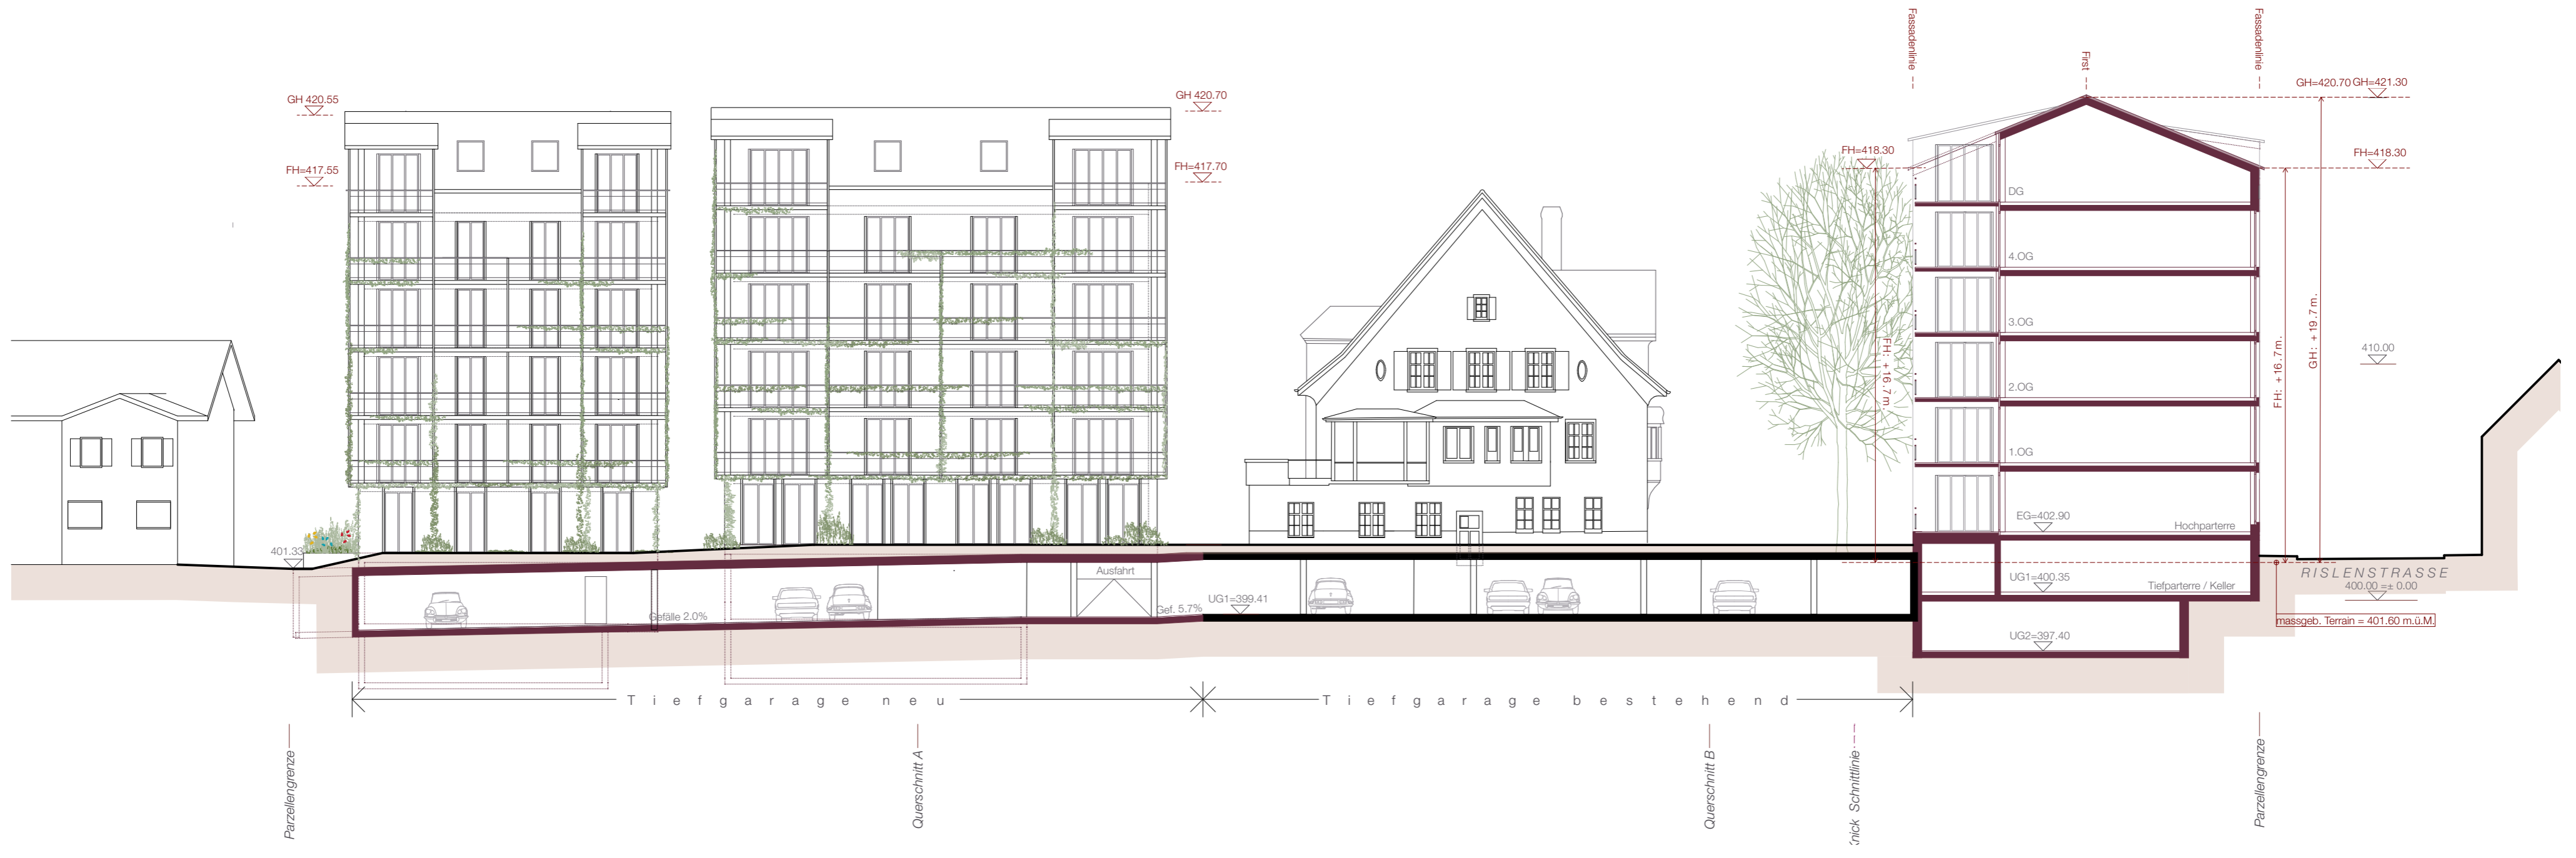 Fassadenlinie
First
Fassadenlinie
GH=420.70 GH=421.30
GH 420.55
GH 420.70
FH=418.30
FH=418.30
FH=417.55
FH=417.70
DG
4.OG
3.OG
2.OG
1.OG
FH: +16.7m.
FH: +16.7m.
GH: +19.7m.
410.00
EG=402.90
Hochparterre
401.33
Ausfahrt
UG1=400.35
Tiefparterre / Keller
RISLENSTRASSE
400.00 =± 0.00
massgeb. Terrain = 401.60 m.ü.M.
Gefälle 2.0%
Gef. 5.7%
UG1=399.41
UG2=397.40
Tiefgarage neu
Tiefgarage bestehend
Parzellengrenze
Querschnitt A
Querschnitt B
Knick Schnittlinie
Parzellengrenze